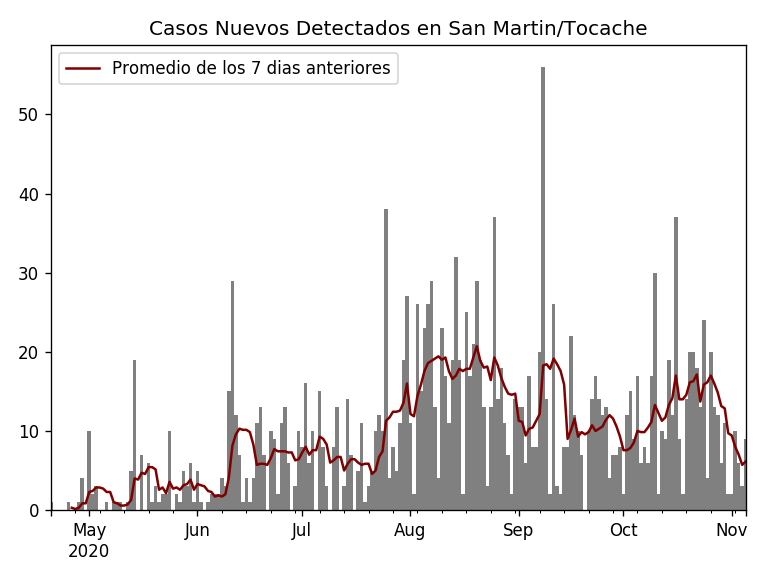 Casos Nuevos Detectados en San Martin/Tocache
Promedio de los 7 dias anteriores
50
40
30
20
10
0
May Jun Jul Aug Sep Oct Nov
2020